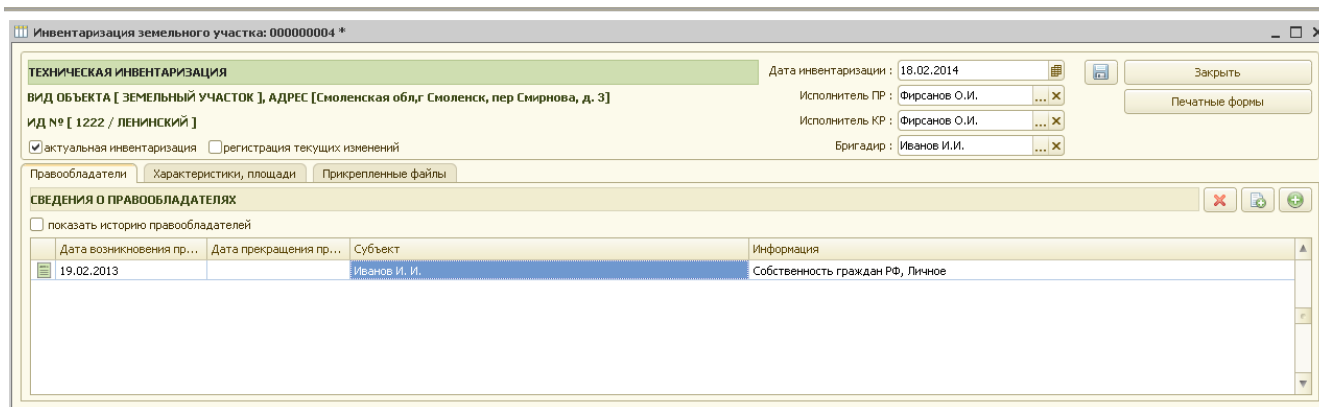 Инвентаризация земельного участка: 000000004 *
ТЕХНИЧЕСКАЯ ИНВЕНТАРИЗАЦИЯ
Дата инвентаризации : 18.02.2014
Закрыть
ВИД ОБЪЕКТА [ ЗЕМЕЛЬНЫЙ УЧАСТОК ], АДРЕС [Смоленская обл,г Смоленск, пер Смирнова, д. 3]
Исполнитель ПР : Фирсанов О.И. ...
Печатные формы
ИД № [ 1222 / ЛЕНИНСКИЙ ]
Исполнитель КР : Фирсанов О.И. ...
актуальная инвентаризация регистрация текущих изменений
Бригадир : Иванов И.И. ...
Правообладатели Характеристики, площади Прикрепленные файлы
СВЕДЕНИЯ О ПРАВООБЛАДАТЕЛЯХ
показать историю правообладателей
Дата возникновения пр... Дата прекращения пр... Субъект Информация
19.02.2013 Иванов И. И. Собственность граждан РФ, Личное